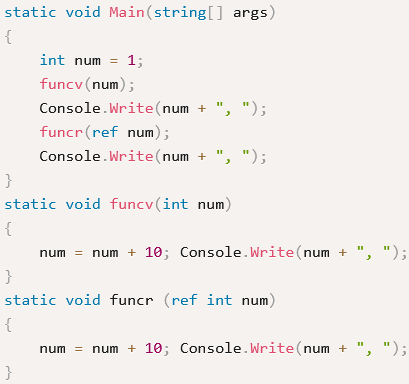 static void Main(string[] args)
{
    int num = 1;
    funcv(num);
    Console.Write(num + ", ");
    funcr(ref num);
    Console.Write(num + ", ");
}
static void funcv(int num)
{
    num = num + 10; Console.Write(num + ", ");
}
static void funcr (ref int num)
{
    num = num + 10; Console.Write(num + ", ");
}